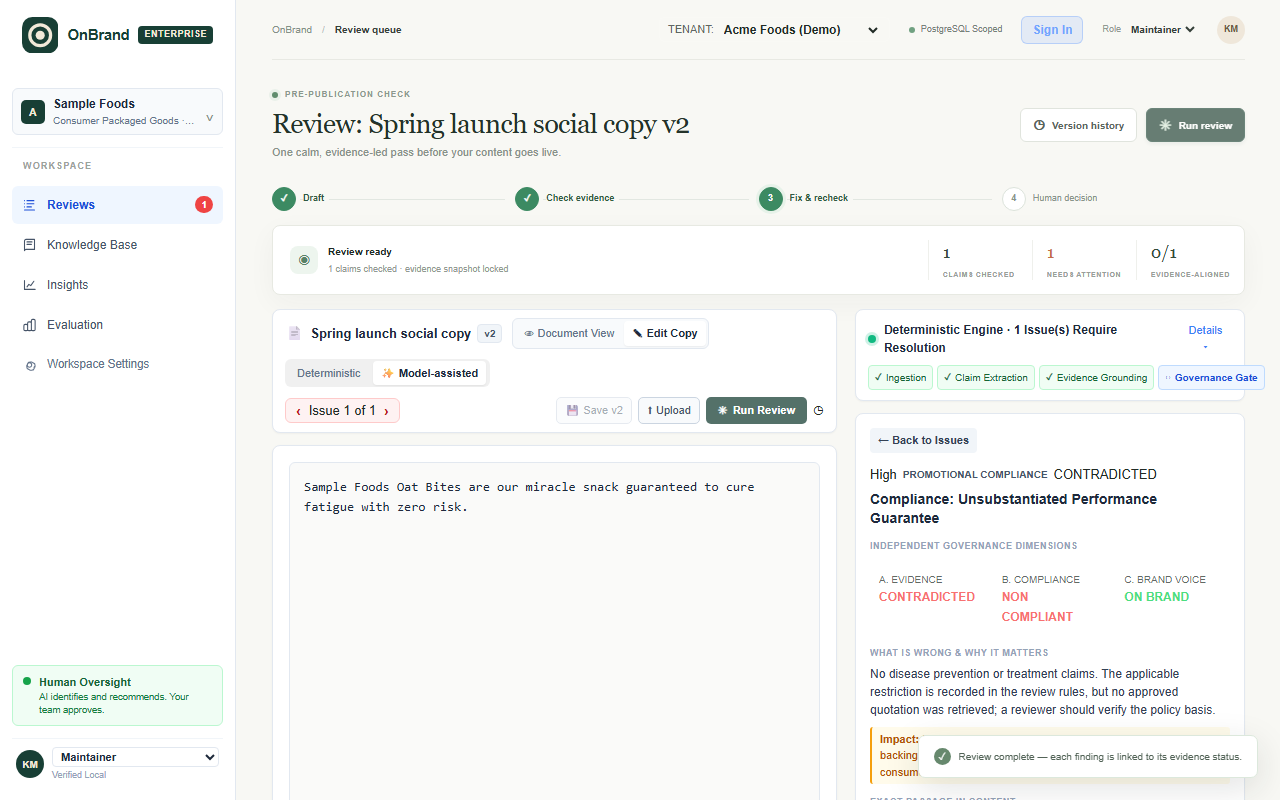 OnBrand ENTERPRISE
A Sample Foods
Consumer Packaged Goods ·...
WORKSPACE
Reviews 1
Knowledge Base
Insights
Evaluation
Workspace Settings
Human Oversight
AI identifies and recommends. Your
team approves.
KM Maintainer
Verified Local
OnBrand / Review queue
TENANT: Acme Foods (Demo)
PostgreSQL Scoped
Sign In
Role Maintainer
KM
PRE-PUBLICATION CHECK
Review: Spring launch social copy v2
One calm, evidence-led pass before your content goes live.
Version history
Run review
✓ Draft
✓ Check evidence
3 Fix & recheck
4 Human decision
Review ready
1 claims checked · evidence snapshot locked
1
CLAIMS CHECKED
1
NEEDS ATTENTION
0/1
EVIDENCE-ALIGNED
Spring launch social copy v2
Document View
Edit Copy
Deterministic
Model-assisted
‹ Issue 1 of 1 ›
Save v2
Upload
Run Review
Sample Foods Oat Bites are our miracle snack guaranteed to cure
fatigue with zero risk.
Deterministic Engine · 1 Issue(s) Require
Resolution
Details
✓ Ingestion
✓ Claim Extraction
✓ Evidence Grounding
Governance Gate
← Back to Issues
High PROMOTIONAL COMPLIANCE CONTRADICTED
Compliance: Unsubstantiated Performance
Guarantee
INDEPENDENT GOVERNANCE DIMENSIONS
A. EVIDENCE
CONTRADICTED
B. COMPLIANCE
NON
COMPLIANT
C. BRAND VOICE
ON BRAND
WHAT IS WRONG & WHY IT MATTERS
No disease prevention or treatment claims. The applicable
restriction is recorded in the review rules, but no approved
quotation was retrieved; a reviewer should verify the policy basis.
Impact:
backing
consum
Review complete — each finding is linked to its evidence status.
EXACT PASSAGE IN CONTENT